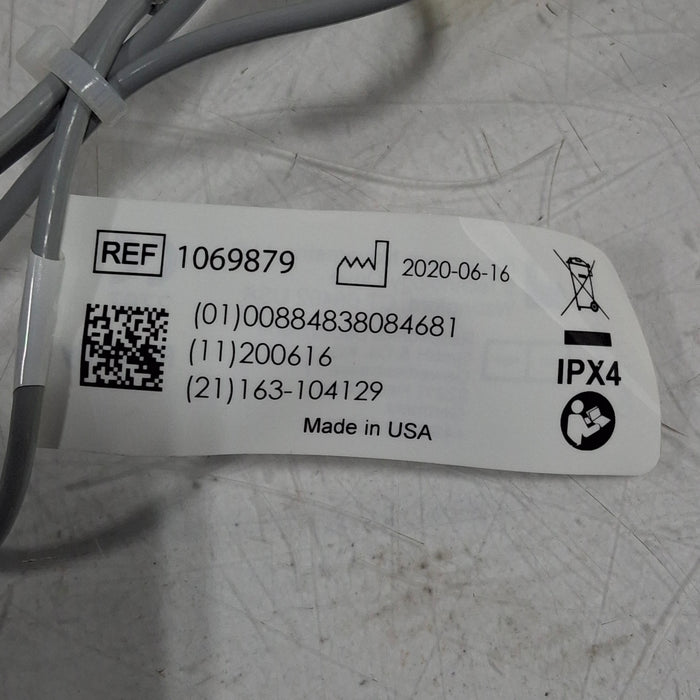 REF 1069879 2020-06-16
(01)00884838084681
(11)200616
(21)163-104129
Made in USA
IPX4